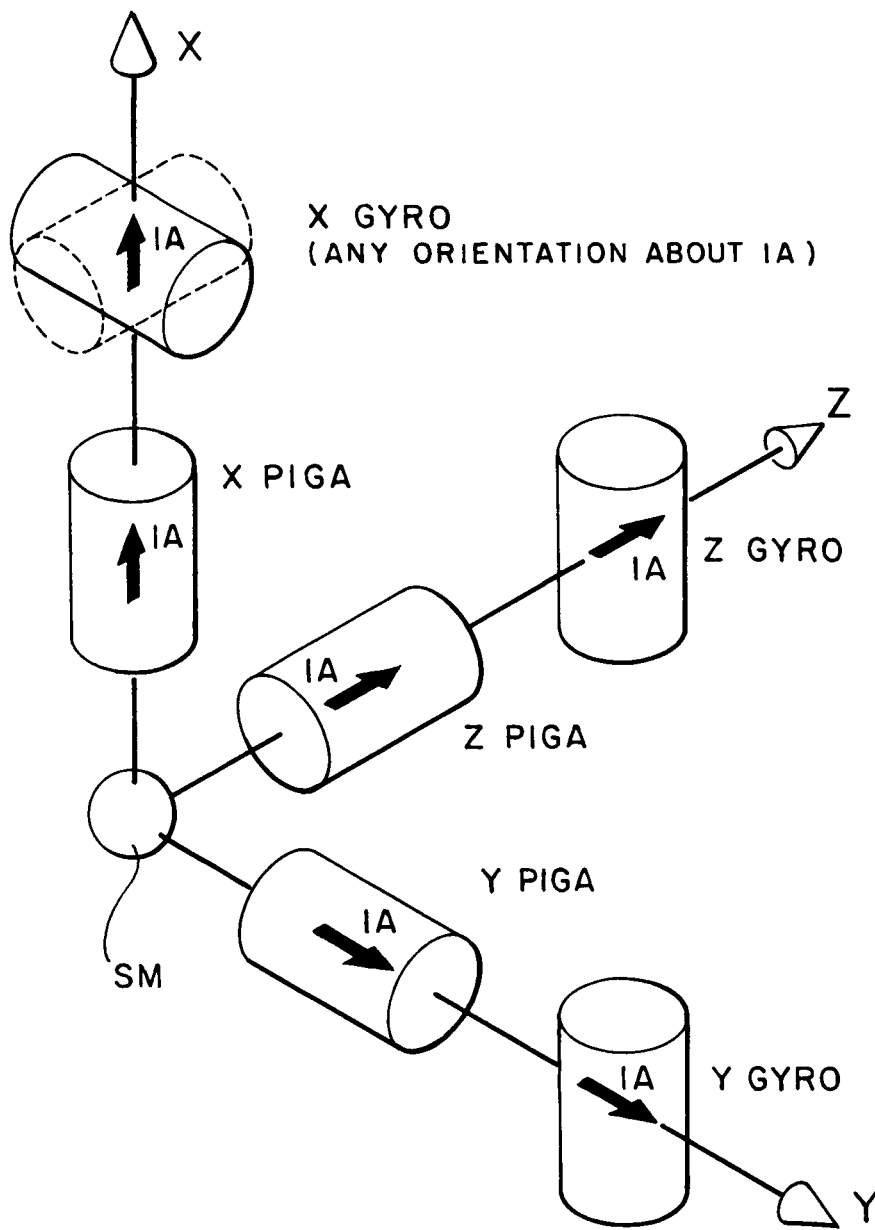 X
IA
X GYRO
(ANY ORIENTATION ABOUT IA)
Z
X PIGA
IA
Z GYRO
IA
IA
Z PIGA
Y PIGA
IA
SM
IA
Y GYRO
Y